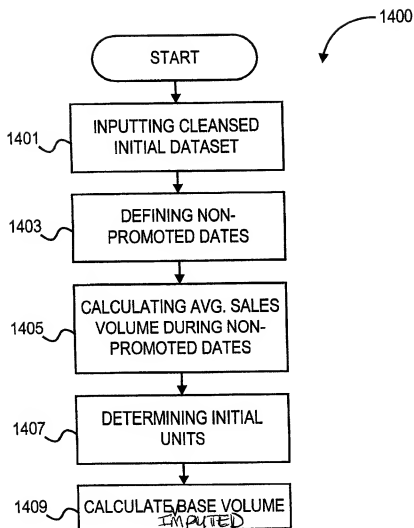 1400
START
1401
INPUTTING CLEANSED
INITIAL DATASET
1403
DEFINING NON-
PROMOTED DATES
1405
CALCULATING AVG. SALES
VOLUME DURING NON-
PROMOTED DATES
1407
DETERMINING INITIAL
UNITS
1409
CALCULATE BASE VOLUME
IMPUTED